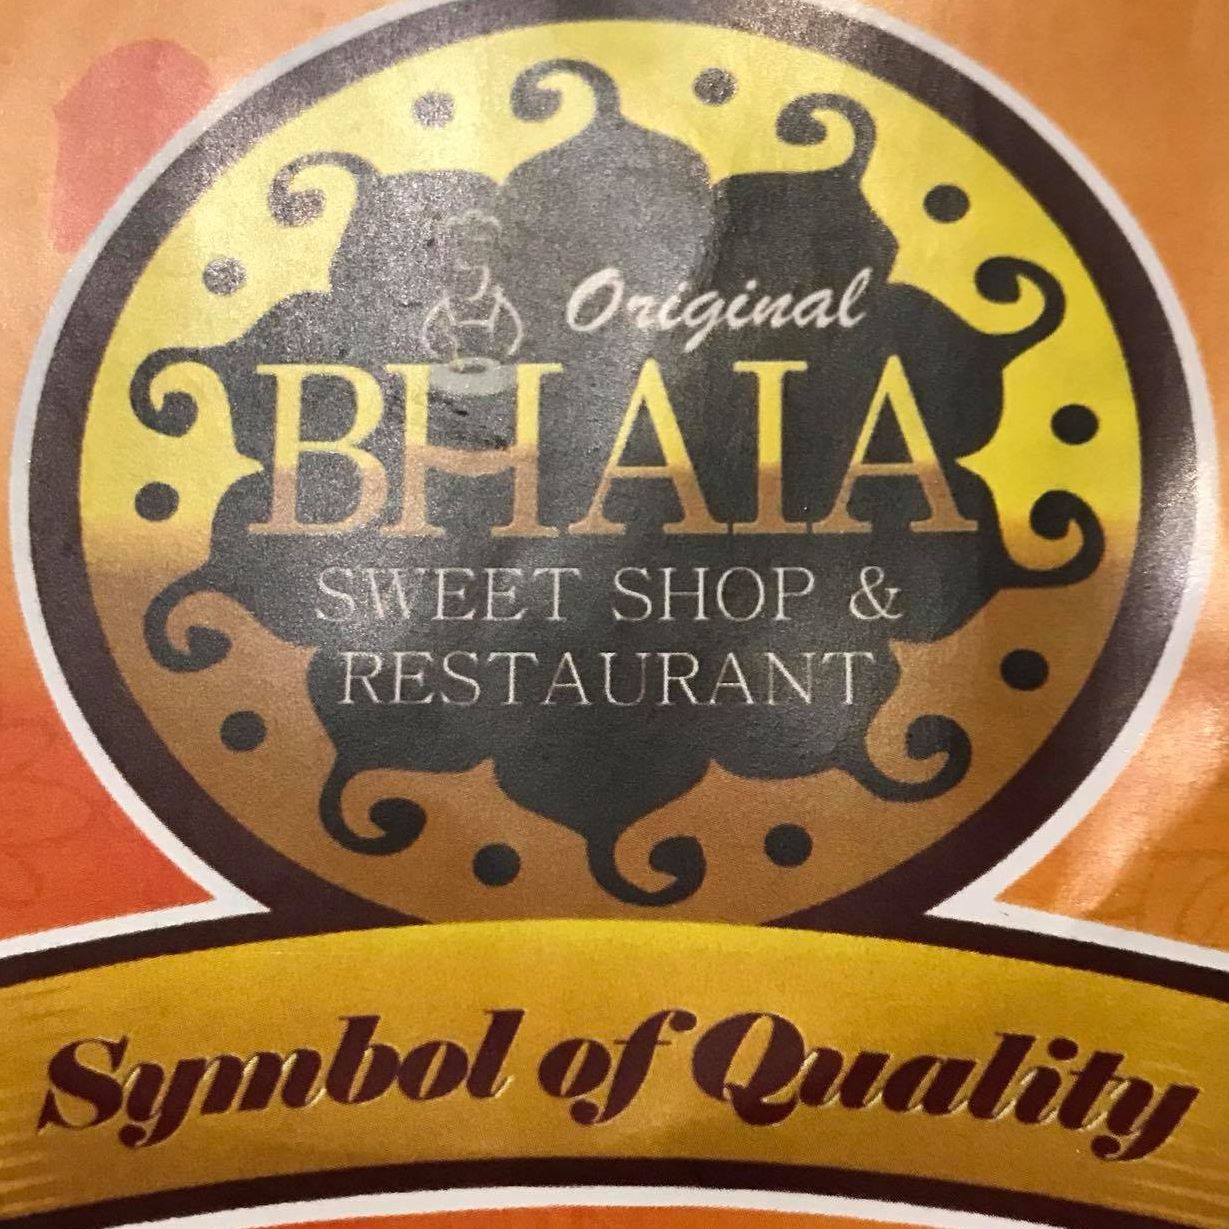 Original
BHAIA
SWEET SHOP &
RESTAURANT
Symbol of Quality